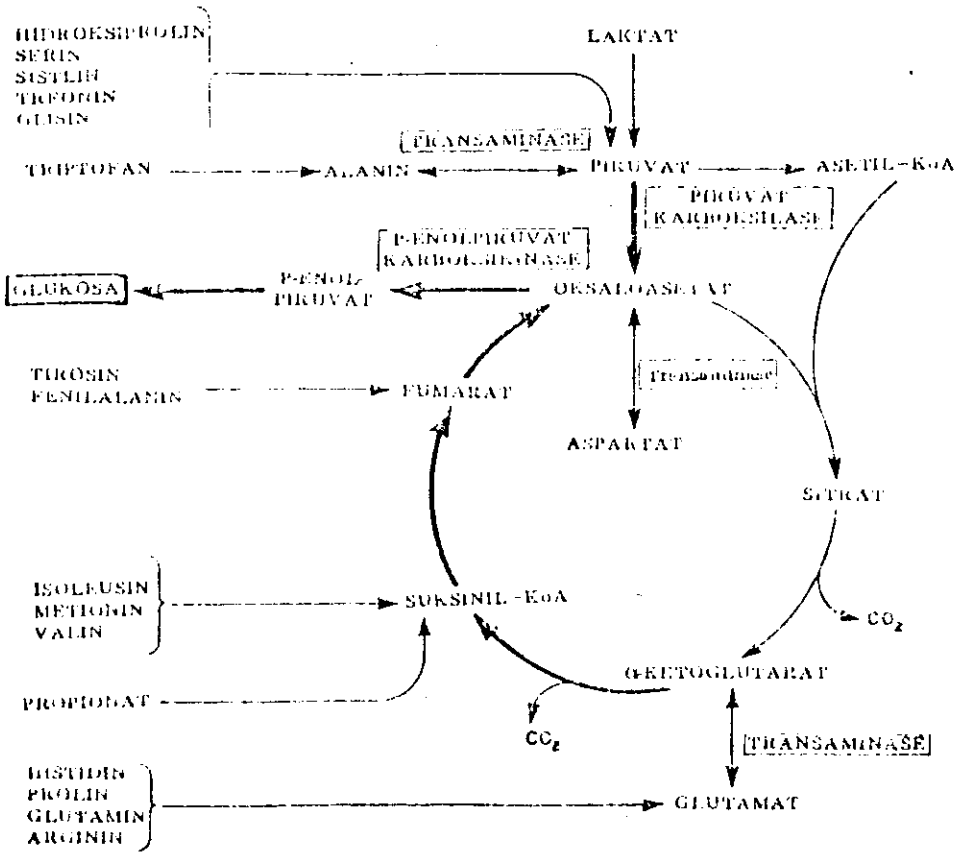 HIDROKSIPROLIN
SERIN
SISTEIN
TREONIN
GLISIN
LAKTAT
TRANSAMINASE
TRIPTOFAN
ALANIN
PIRUVAT
ASETIL-KoA
PIRUVAT
KARBOKSILASE
P-ENOLPIRUVAT
KARBOKSIKINASE
GLUKOSA
P-ENOL-
PIRUVAT
OKSALOASETAT
TIROSIN
FENILALANIN
FUMARAT
Transaminase
ASPARTAT
SITRAT
ISOLEUSIN
METIONIN
VALIN
SUKSINIL-KoA
CO₂
α-KETOGLUTARAT
PROPIONAT
CO₂
TRANSAMINASE
HISTIDIN
PROLIN
GLUTAMIN
ARGININ
GLUTAMAT